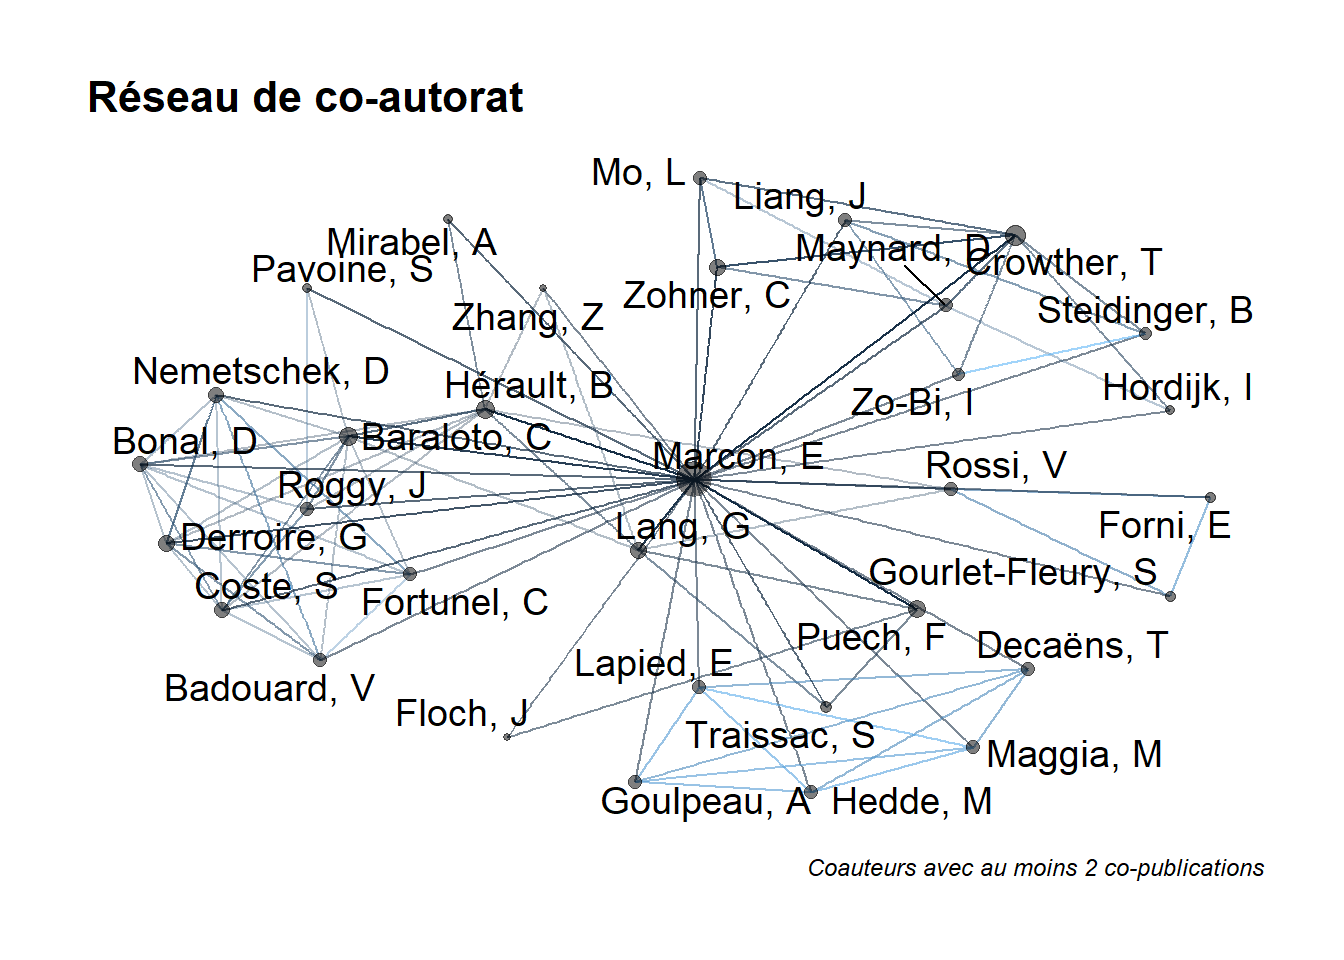 Réseau de co-autorat
Mo, L
Liang, J
Mirabel, A
Maynard, D
Crowther, T
Pavoine, S
Zohner, C
Zhang, Z
Steidinger, B
Nemetschek, D
Hérault, B
Hordijk, I
Zo-Bi, I
Bonal, D
Baraloto, C
Marcon, E
Rossi, V
Roggy, J
Lang, G
Forni, E
Derroire, G
Gourlet-Fleury, S
Coste, S
Fortunel, C
Puech, F
Decaëns, T
Lapied, E
Badouard, V
Floch, J
Traissac, S
Maggia, M
Goulpeau, A
Hedde, M
Coauteurs avec au moins 2 co-publications